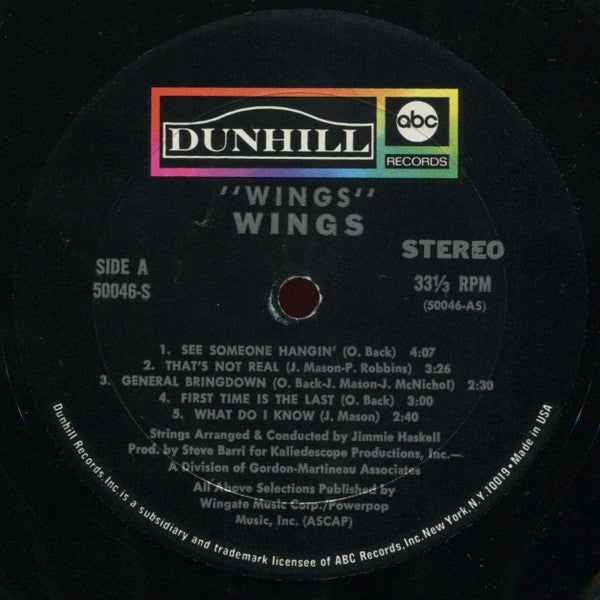 DUNHILL
abc
RECORDS
"WINGS"
WINGS
STEREO
SIDE A
50046-S
33⅓ RPM
(50046-AS)
1. SEE SOMEONE HANGIN' (O. Back) 4:07
2. THAT'S NOT REAL (J. Mason-P. Robbins) 3:26
3. GENERAL BRINGDOWN (O. Back-J. Mason-J. McNichol) 2:30
4. FIRST TIME IS THE LAST (O. Back) 3:00
5. WHAT DO I KNOW (J. Mason) 2:40
Strings Arranged & Conducted by Jimmie Haskell
Prod. by Steve Barri for Kaliedescope Productions, Inc.—
A Division of Gordon-Martineau Associates
All Above Selections Published by
Wingate Music Corp./Powerpop
Music, Inc. (ASCAP)
Dunhill Records, Inc. is a subsidiary and trademark licensee of ABC Records, Inc. New York, N.Y. 10019 • Made in USA